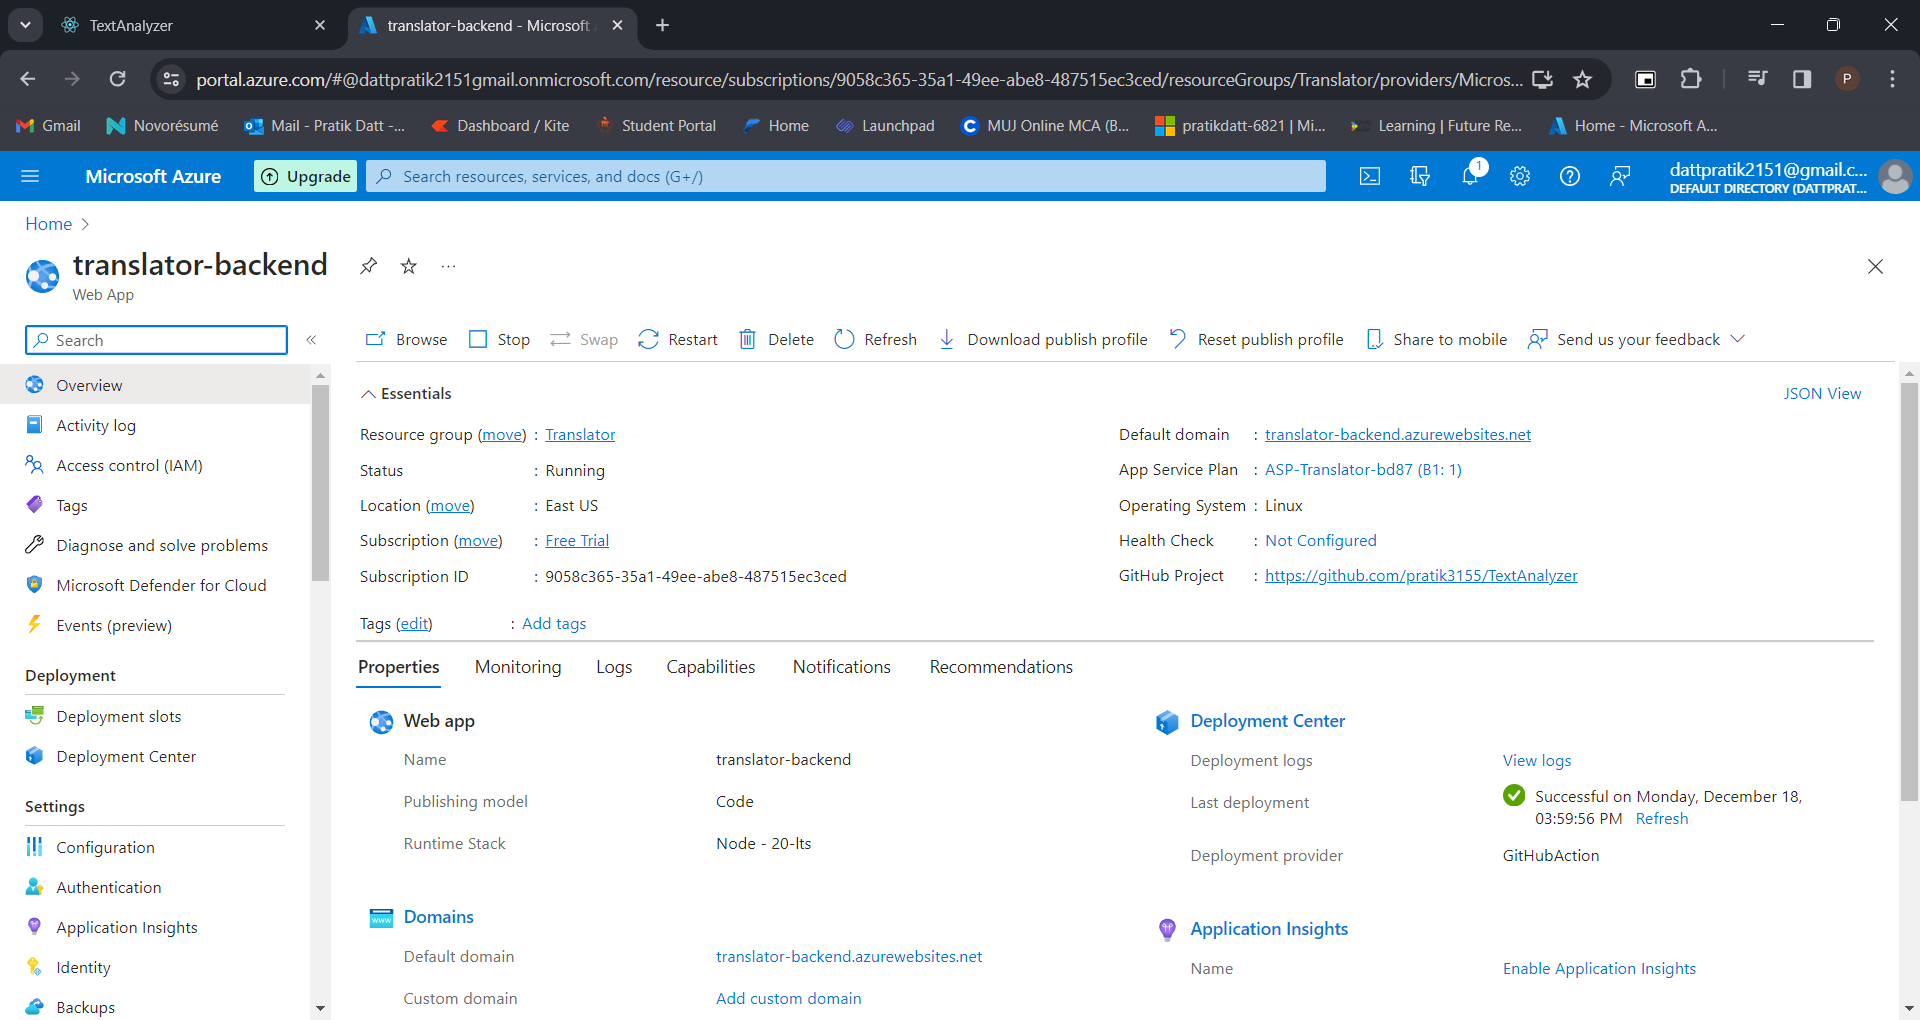 TextAnalyzer
translator-backend - Microsoft
portal.azure.com/#@dattpratik2151gmail.onmicrosoft.com/resource/subscriptions/9058c365-35a1-49ee-abe8-487515ec3ced/resourceGroups/Translator/providers/Micros...
P
Gmail
Novorésumé
Mail - Pratik Datt -...
Dashboard / Kite
Student Portal
Home
Launchpad
MUJ Online MCA (B...
pratikdatt-6821 | Mi...
Learning | Future Re...
Home - Microsoft A...
Microsoft Azure
Upgrade
Search resources, services, and docs (G+/)
1
dattpratik2151@gmail.c...
DEFAULT DIRECTORY (DATTPRAT...
Home >
translator-backend
...
Web App
Search
«
Browse
Stop
Swap
Restart
Delete
Refresh
Download publish profile
Reset publish profile
Share to mobile
Send us your feedback
Overview
Activity log
Access control (IAM)
Tags
Diagnose and solve problems
Microsoft Defender for Cloud
Events (preview)
Deployment
Deployment slots
Deployment Center
Settings
Configuration
Authentication
Application Insights
Identity
Backups
Essentials
JSON View
Resource group (move) : Translator
Status : Running
Location (move) : East US
Subscription (move) : Free Trial
Subscription ID : 9058c365-35a1-49ee-abe8-487515ec3ced
Default domain : translator-backend.azurewebsites.net
App Service Plan : ASP-Translator-bd87 (B1: 1)
Operating System : Linux
Health Check : Not Configured
GitHub Project : https://github.com/pratik3155/TextAnalyzer
Tags (edit) : Add tags
Properties
Monitoring
Logs
Capabilities
Notifications
Recommendations
Web app
Name translator-backend
Publishing model Code
Runtime Stack Node - 20-lts
Domains
www
Default domain translator-backend.azurewebsites.net
Custom domain Add custom domain
Deployment Center
Deployment logs View logs
Last deployment Successful on Monday, December 18,
03:59:56 PM Refresh
Deployment provider GitHubAction
Application Insights
Name Enable Application Insights